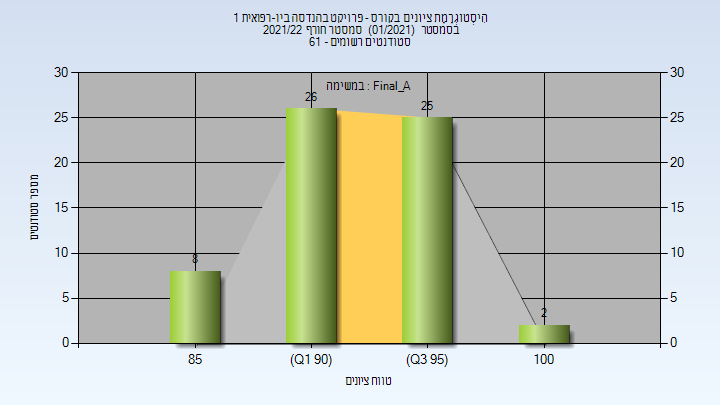 היסטוגרמת ציונים בקורס - פרויקט בהנדסה ביו-רפואית 1
בסמסטר (01/2021) סמסטר חורף 2021/22
סטודנטים רשומים - 61
במשימה : Final_A
30 30
25 25
20 20
15 15
10 10
5 5
0 0
26
25
8
2
מספר סטודנטים
85 (Q1 90) (Q3 95) 100
טווח ציונים